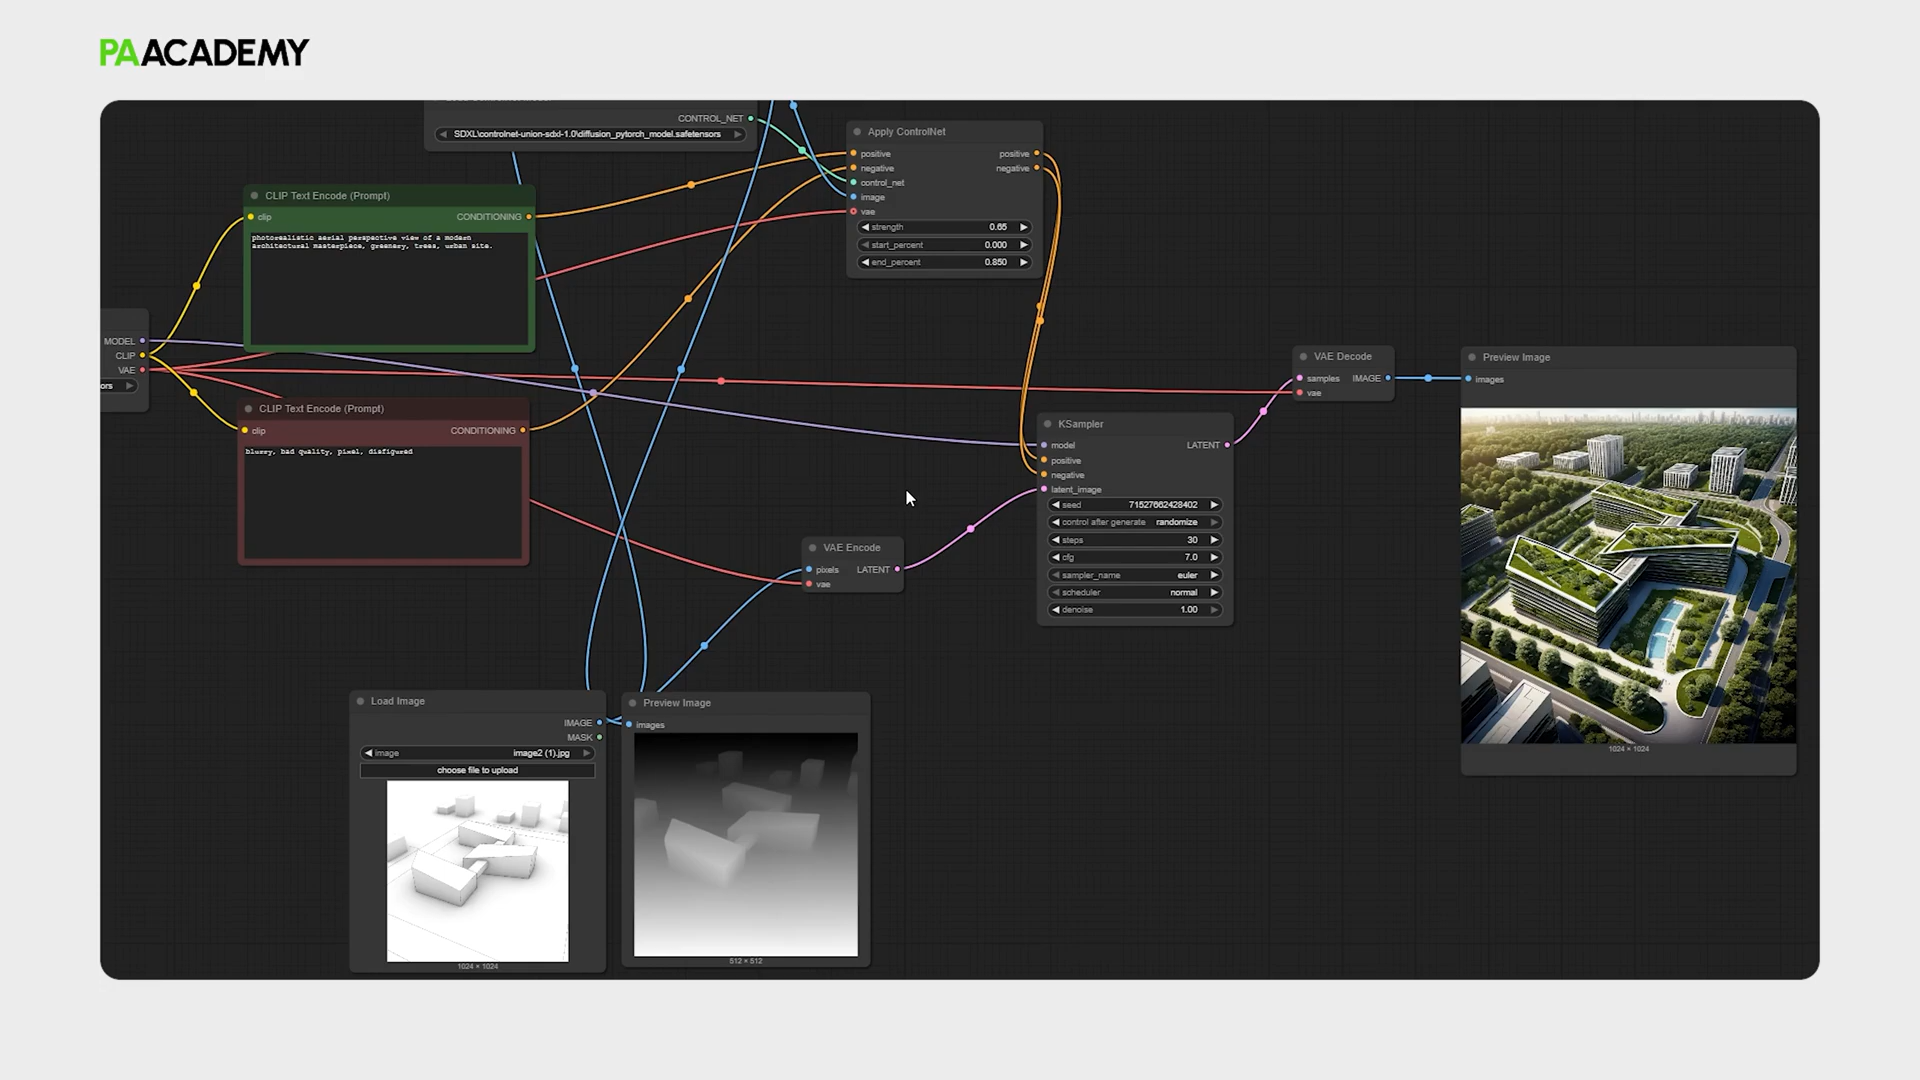 PAACADEMY
CONTROL_NET
SDXL\controlnet-union-sdxl-1.0\diffusion_pytorch_model.safetensors
Apply ControlNet
positive positive
negative negative
control_net
image
vae
strength 0.65
start_percent 0.000
end_percent 0.850
CLIP Text Encode (Prompt)
clip CONDITIONING
photorealistic aerial perspective view of a modern
architectural masterpiece, greenery, trees, urban site.
MODEL
CLIP
VAE
ors
CLIP Text Encode (Prompt)
clip CONDITIONING
blurry, bad quality, pixel, disfigured
VAE Encode
pixels LATENT
vae
KSampler
model LATENT
positive
negative
latent_image
seed 71527662428402
control after generate randomize
steps 30
cfg 7.0
sampler_name euler
scheduler normal
denoise 1.00
VAE Decode
samples IMAGE
vae
Preview Image
images
1024 × 1024
Load Image
IMAGE
MASK
image image2 (1).jpg
choose file to upload
1024 × 1024
Preview Image
images
512 × 512